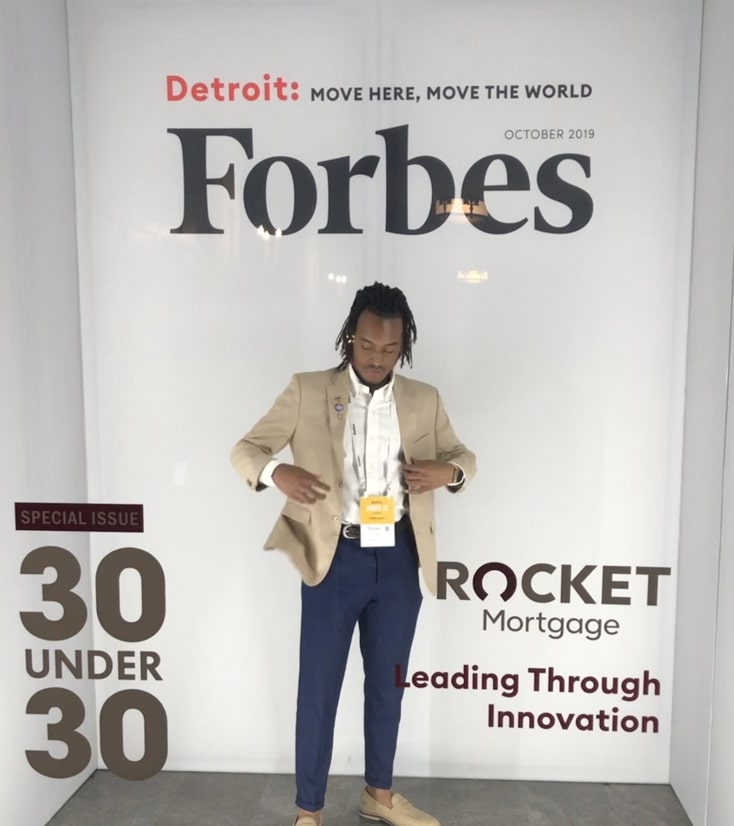 Detroit: MOVE HERE, MOVE THE WORLD
OCTOBER 2019
Forbes
SPECIAL ISSUE
30
UNDER
30
ROCKET
Mortgage
Leading Through
Innovation